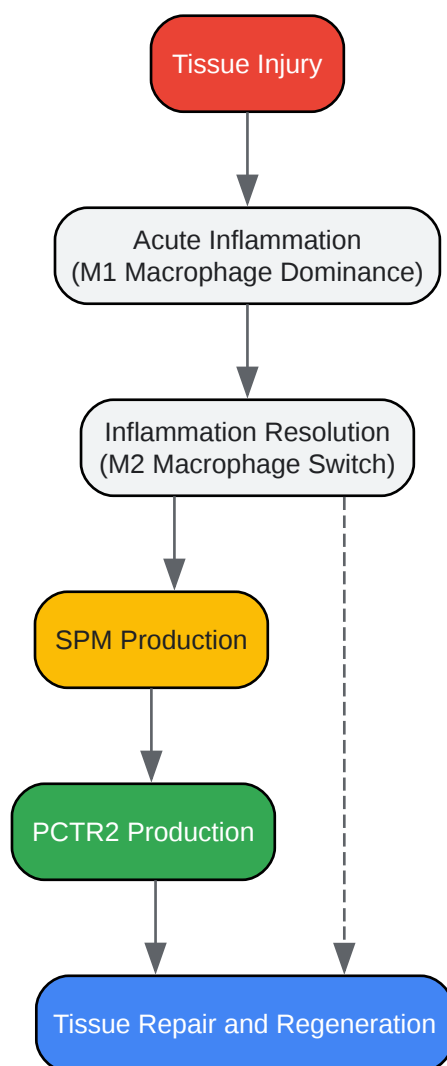 Tissue Injury
Acute Inflammation
(M1 Macrophage Dominance)
Inflammation Resolution
(M2 Macrophage Switch)
SPM Production
PCTR2 Production
Tissue Repair and Regeneration